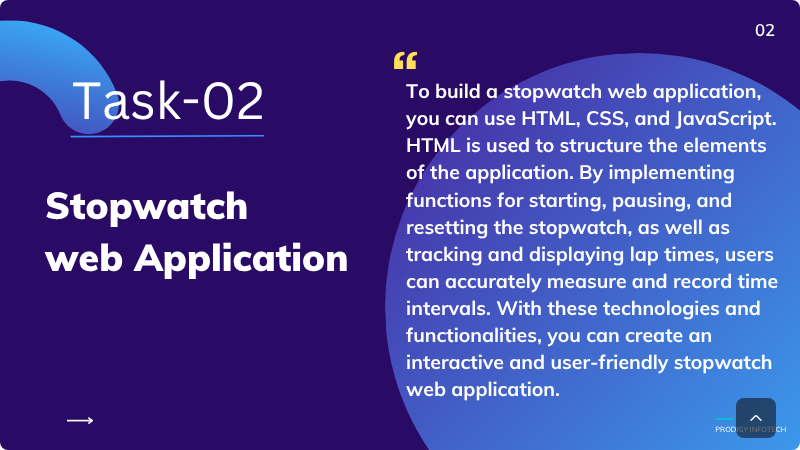 02
Task-02
Stopwatch
web Application
“
To build a stopwatch web application,
you can use HTML, CSS, and JavaScript.
HTML is used to structure the elements
of the application. By implementing
functions for starting, pausing, and
resetting the stopwatch, as well as
tracking and displaying lap times, users
can accurately measure and record time
intervals. With these technologies and
functionalities, you can create an
interactive and user-friendly stopwatch
web application.
PRODIGY INFOTECH